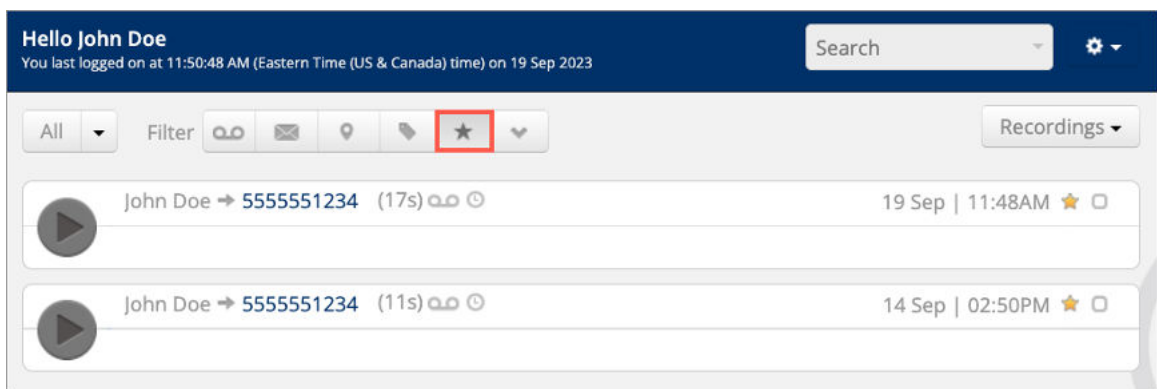 Hello John Doe
You last logged on at 11:50:48 AM (Eastern Time (US & Canada) time) on 19 Sep 2023
Search
All Filter Recordings
John Doe → 5555551234 (17s) 19 Sep | 11:48AM
John Doe → 5555551234 (11s) 14 Sep | 02:50PM